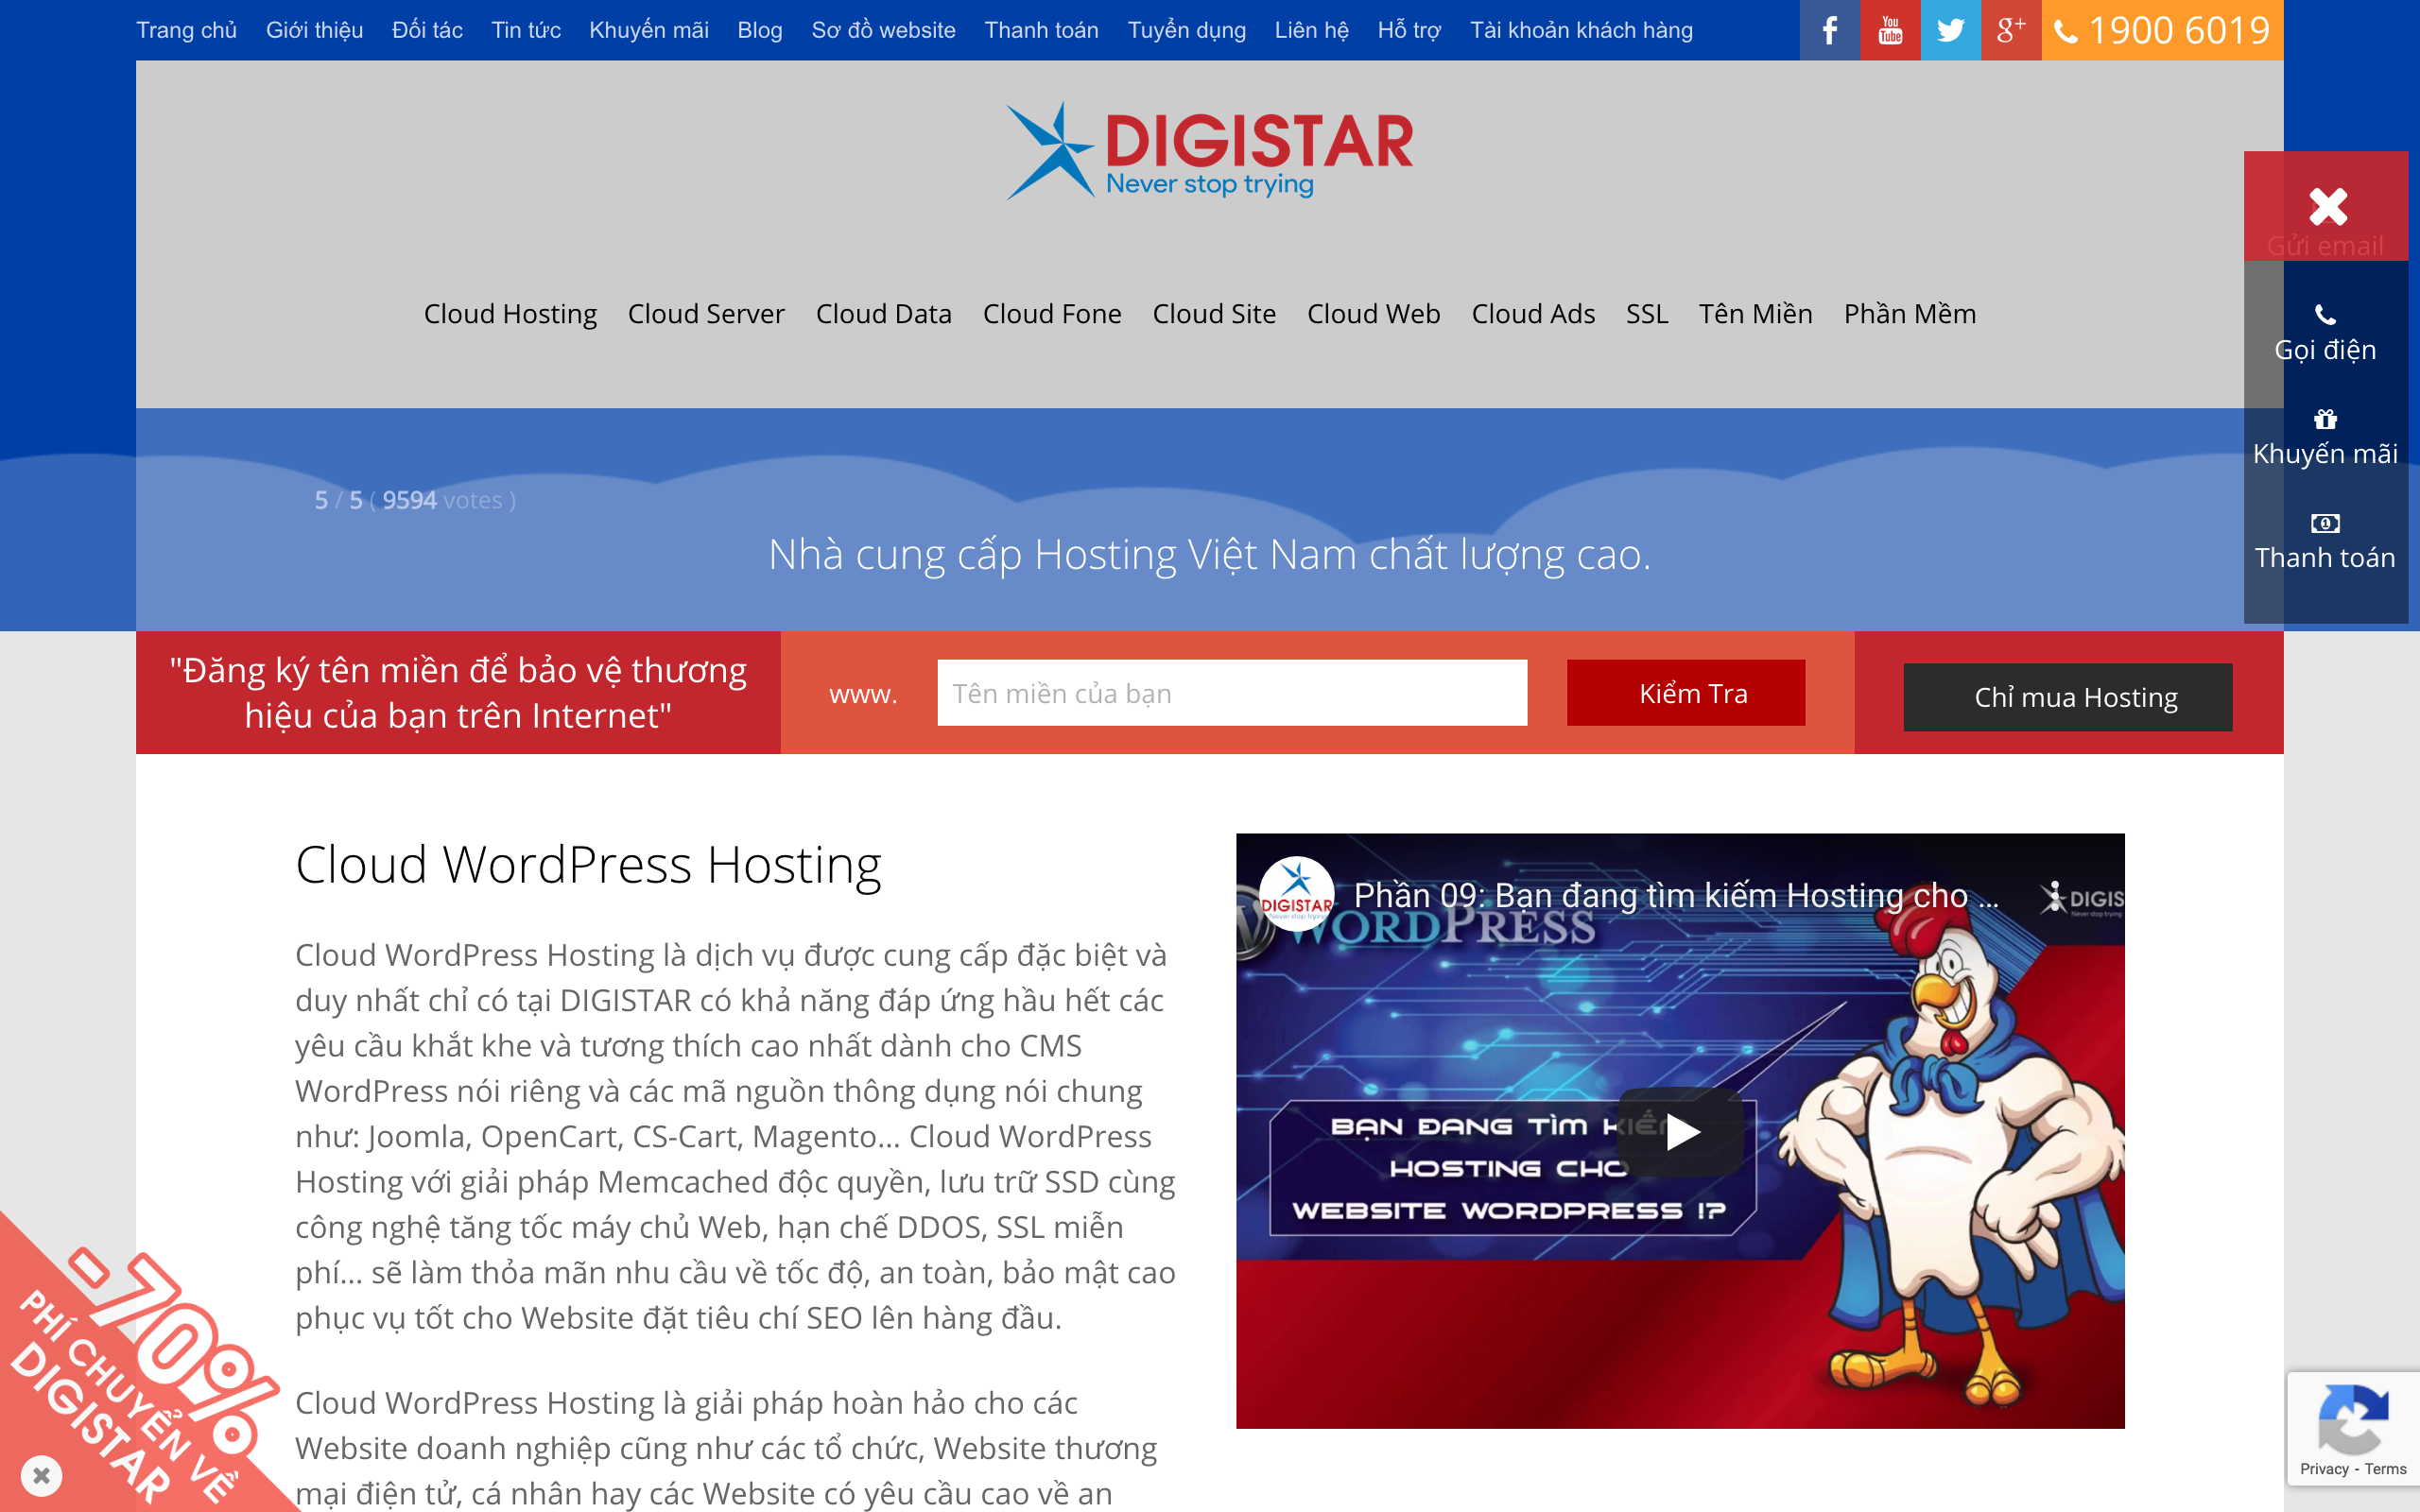 Trang chủ Giới thiệu Đối tác Tin tức Khuyến mãi Blog Sơ đồ website Thanh toán Tuyển dụng Liên hệ Hỗ trợ Tài khoản khách hàng
You Tube
g+
1900 6019
DIGISTAR
Never stop trying
Gửi email
Cloud Hosting Cloud Server Cloud Data Cloud Fone Cloud Site Cloud Web Cloud Ads SSL Tên Miền Phần Mềm
Gọi điện
Khuyến mãi
Thanh toán
5 / 5 ( 9594 votes )
Nhà cung cấp Hosting Việt Nam chất lượng cao.
"Đăng ký tên miền để bảo vệ thương
hiệu của bạn trên Internet"
www.
Tên miền của bạn
Kiểm Tra
Chỉ mua Hosting
Cloud WordPress Hosting
Cloud WordPress Hosting là dịch vụ được cung cấp đặc biệt và
duy nhất chỉ có tại DIGISTAR có khả năng đáp ứng hầu hết các
yêu cầu khắt khe và tương thích cao nhất dành cho CMS
WordPress nói riêng và các mã nguồn thông dụng nói chung
như: Joomla, OpenCart, CS-Cart, Magento... Cloud WordPress
Hosting với giải pháp Memcached độc quyền, lưu trữ SSD cùng
công nghệ tăng tốc máy chủ Web, hạn chế DDOS, SSL miễn
phí... sẽ làm thỏa mãn nhu cầu về tốc độ, an toàn, bảo mật cao
phục vụ tốt cho Website đặt tiêu chí SEO lên hàng đầu.
Cloud WordPress Hosting là giải pháp hoàn hảo cho các
Website doanh nghiệp cũng như các tổ chức, Website thương
mại điện tử, cá nhân hay các Website có yêu cầu cao về an
DIGISTAR
Never stop trying
Phần 09: Bạn đang tìm kiếm Hosting cho ...
WORDPRESS
DIGIS
Never stop trying
BẠN ĐANG TÌM KIẾM
HOSTING CHO
WEBSITE WORDPRESS !?
-70%
PHÍ CHUYỂN VỀ
DIGISTAR
Privacy - Terms